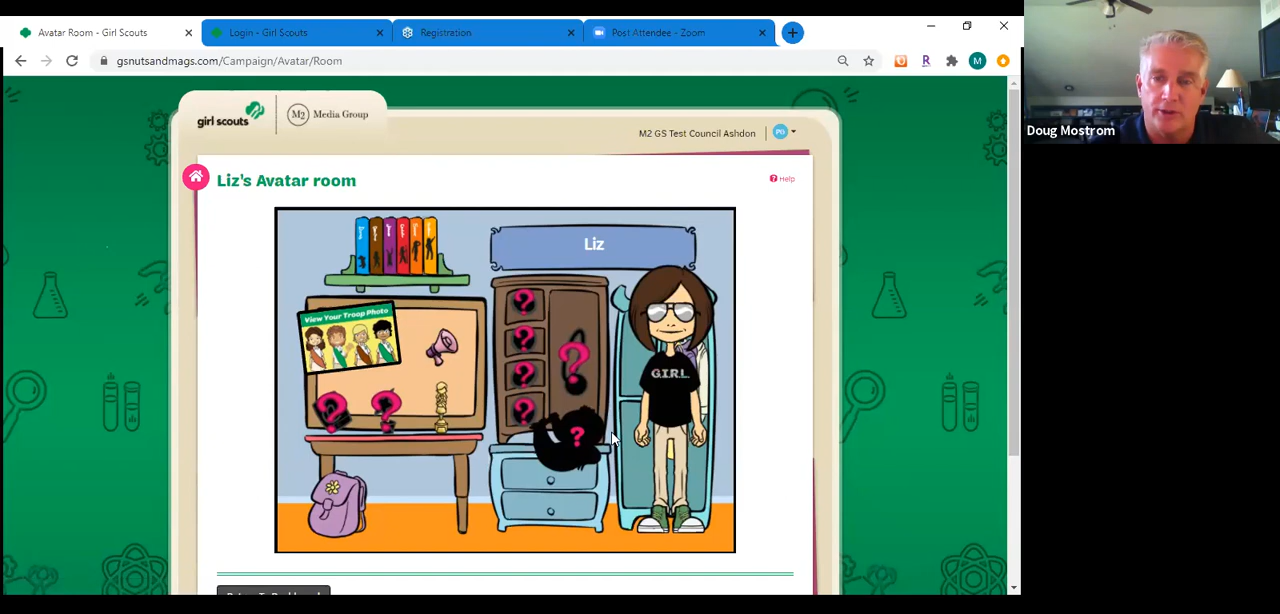 Avatar Room - Girl Scouts
Login - Girl Scouts
Registration
Post Attendee - Zoom
gsnutsandmags.com/Campaign/Avatar/Room
R
M
Doug Mostrom
girl scouts
M2 Media Group
M2 GS Test Council Ashdon
PG
Liz's Avatar room
? Help
Liz
View Your Troop Photo
?
?
?
?
?
?
?
?
G.I.R.L.